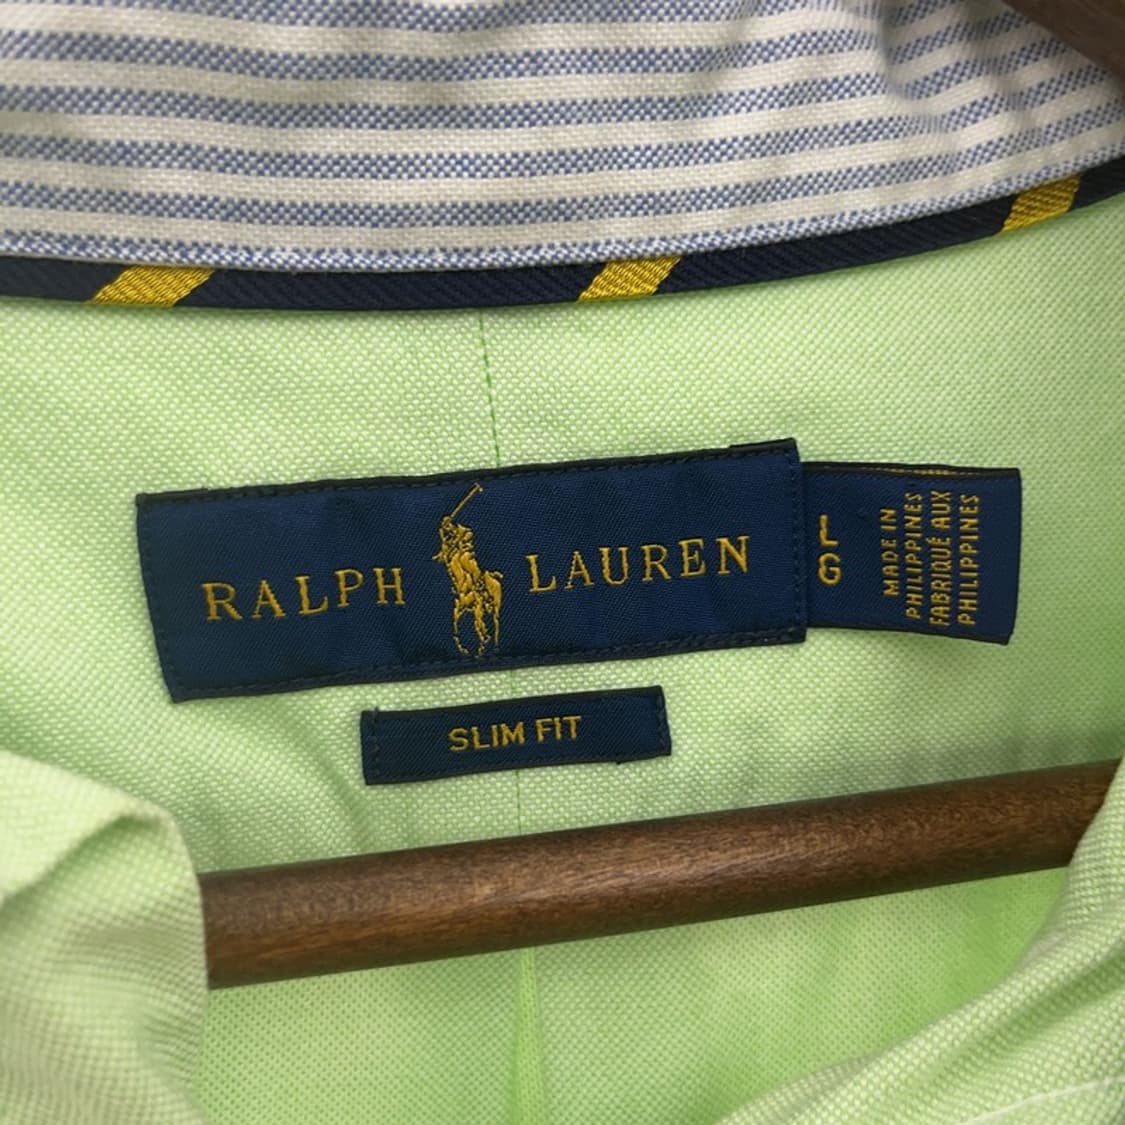 RALPH LAUREN
L
G
MADE IN
PHILIPPINES
FABRIQUÉ AUX
PHILIPPINES
SLIM FIT